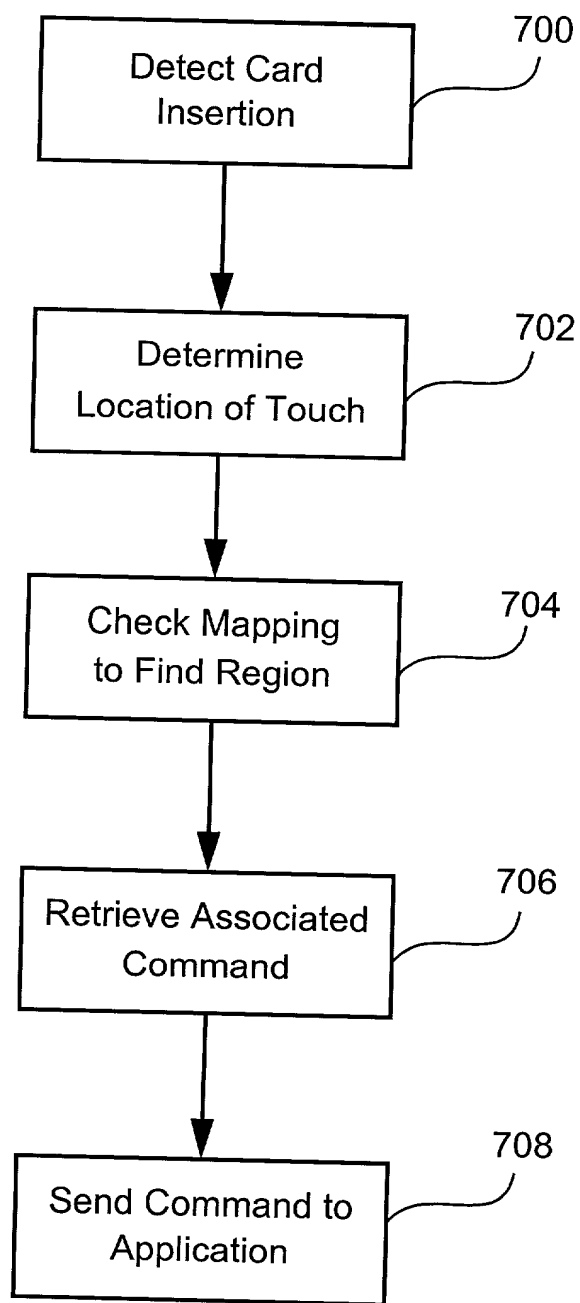 700
Detect Card
Insertion
702
Determine
Location of Touch
704
Check Mapping
to Find Region
706
Retrieve Associated
Command
708
Send Command to
Application